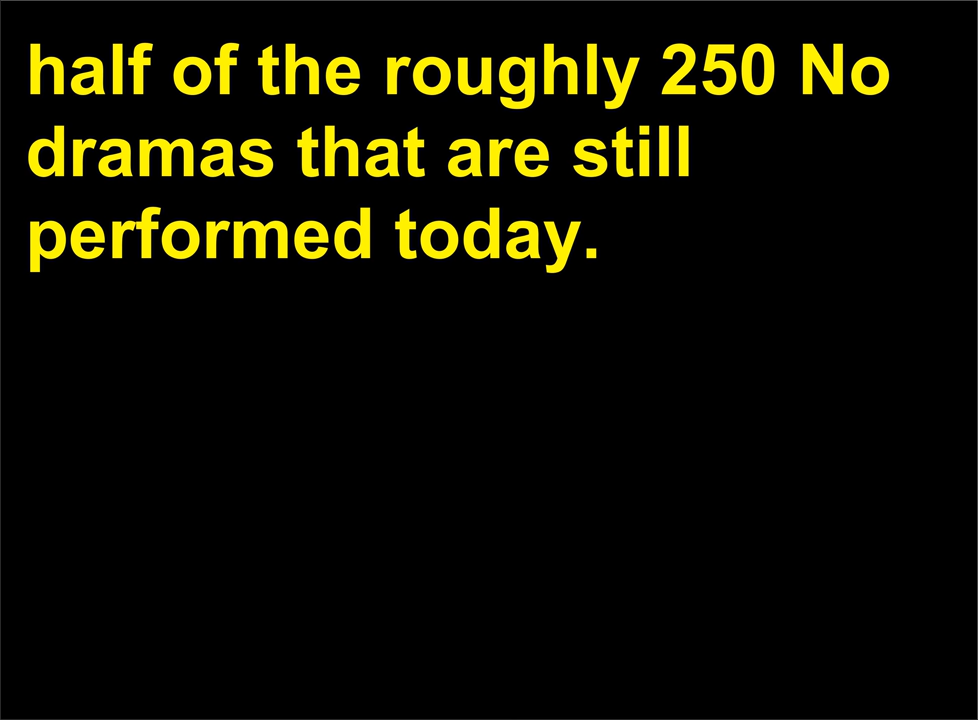 half of the roughly 250 No
dramas that are still
performed today.